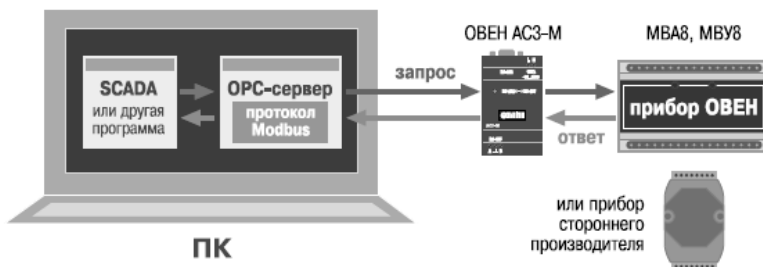 ОВЕН АС3-М
МВА8, МВУ8
SCADA
или другая
программа
OPC-сервер
протокол
Modbus
запрос
ответ
прибор ОВЕН
или прибор
стороннего
производителя
ПК